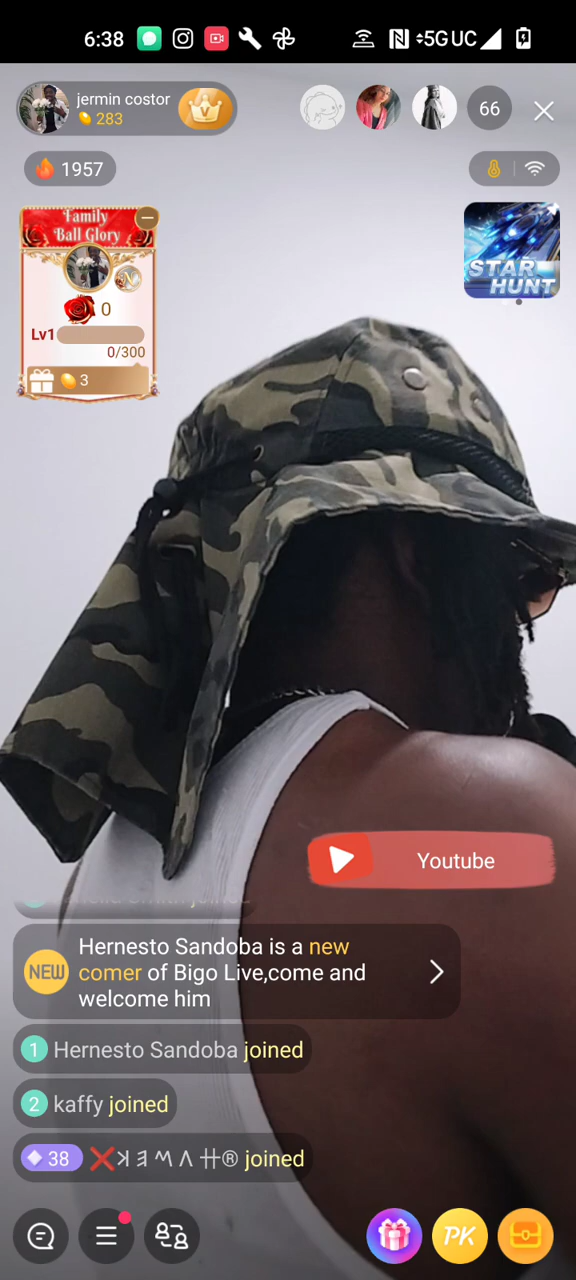 6:38
5G UC
jermin costor
283
66
1957
Family
Ball Glory
0
Lv1
0/300
3
STAR
HUNT
Youtube
joined
NEW
Hernesto Sandoba is a new
comer of Bigo Live,come and
welcome him
1 Hernesto Sandoba joined
2 kaffy joined
38
joined
PK